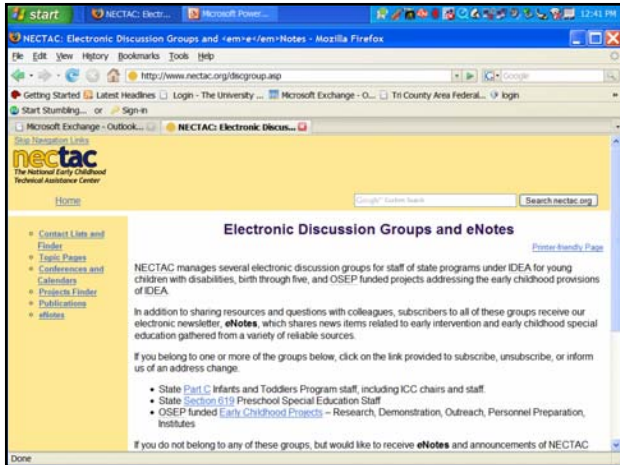 start
NECTAC: Electr...
Microsoft Power...
12:41 PM
NECTAC: Electronic Discussion Groups and <em>e</em>Notes - Mozilla Firefox
File Edit View History Bookmarks Tools Help
http://www.nectac.org/dscgroup.asp
Google
Getting Started Latest Headlines Login - The University ... Microsoft Exchange - O... Tri County Area Federal... login
Start Stumbling... or Sign-in
Microsoft Exchange - Outlook...
NECTAC: Electronic Discus...
Skip Navigation Links
nectac
The National Early Childhood
Technical Assistance Center
Home
Search nectac.org
Contact Lists and
Finder
Topic Pages
Conferences and
Calendars
Projects Finder
Publications
eNotes
Electronic Discussion Groups and eNotes
Printer-friendly Page
NECTAC manages several electronic discussion groups for staff of state programs under IDEA for young
children with disabilities, birth through five, and OSEP funded projects addressing the early childhood provisions
of IDEA.
In addition to sharing resources and questions with colleagues, subscribers to all of these groups receive our
electronic newsletter, eNotes, which shares news items related to early intervention and early childhood special
education gathered from a variety of reliable sources.
If you belong to one or more of the groups below, click on the link provided to subscribe, unsubscribe, or inform
us of an address change.
State Part C Infants and Toddlers Program staff, including ICC chairs and staff.
State Section 619 Preschool Special Education Staff
OSEP funded Early Childhood Projects – Research, Demonstration, Outreach, Personnel Preparation,
Institutes
If you do not belong to any of these groups, but would like to receive eNotes and announcements of NECTAC
Done